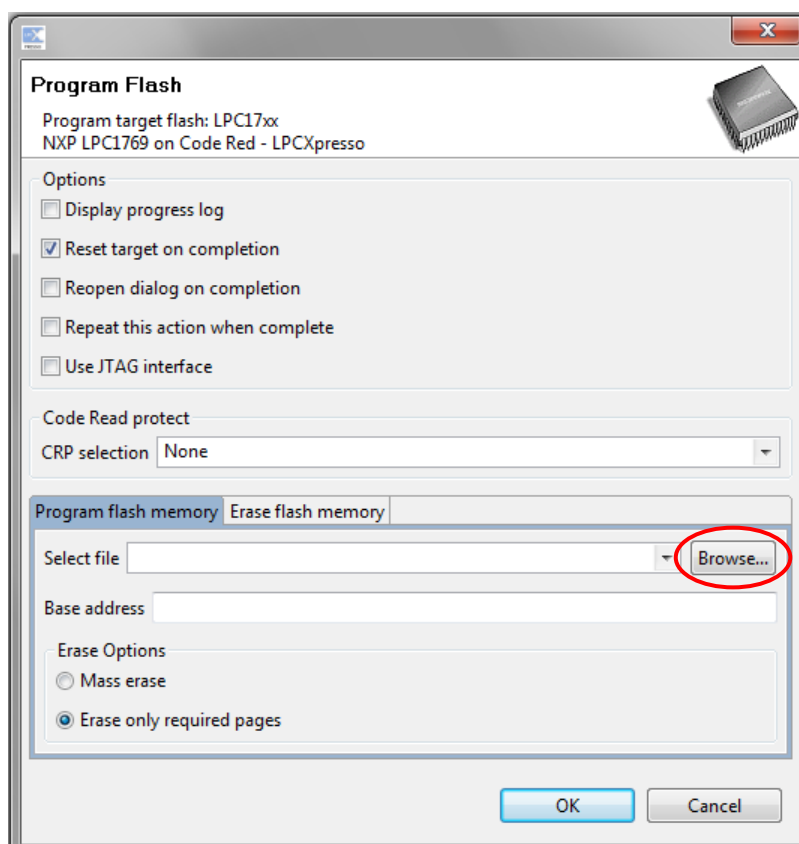 Program Flash
Program target flash: LPC17xx
NXP LPC1769 on Code Red - LPCXpresso
Options
Display progress log
Reset target on completion
Reopen dialog on completion
Repeat this action when complete
Use JTAG interface
Code Read protect
CRP selection None
Program flash memory Erase flash memory
Select file Browse...
Base address
Erase Options
Mass erase
Erase only required pages
OK Cancel